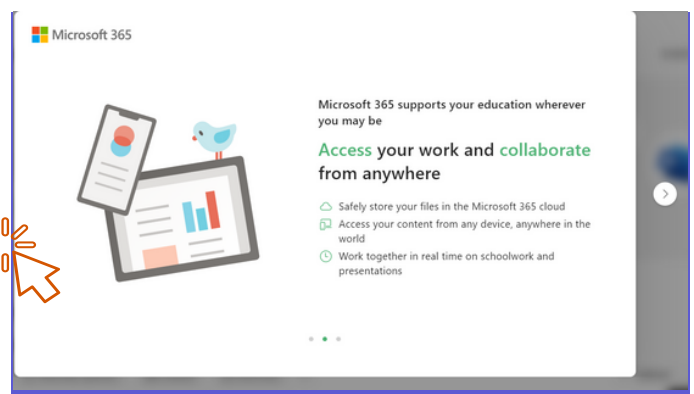 Microsoft 365
Microsoft 365 supports your education wherever
you may be
Access your work and collaborate
from anywhere
Safely store your files in the Microsoft 365 cloud
Access your content from any device, anywhere in the
world
Work together in real time on schoolwork and
presentations